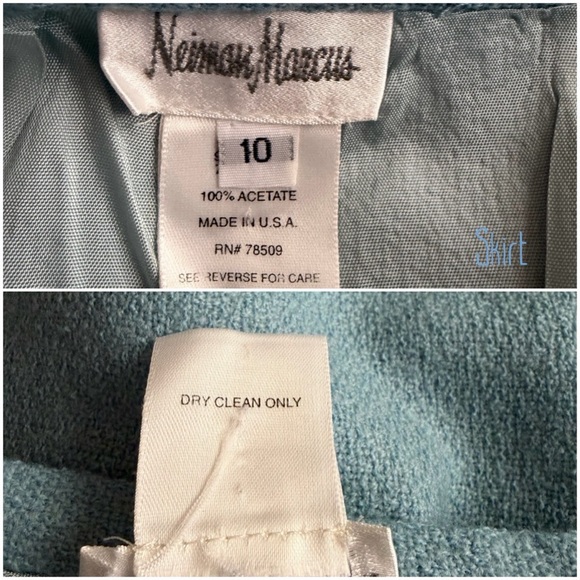 Neiman Marcus
10
100% ACETATE
MADE IN U.S.A.
RN# 78509
SEE REVERSE FOR CARE
Skirt
DRY CLEAN ONLY